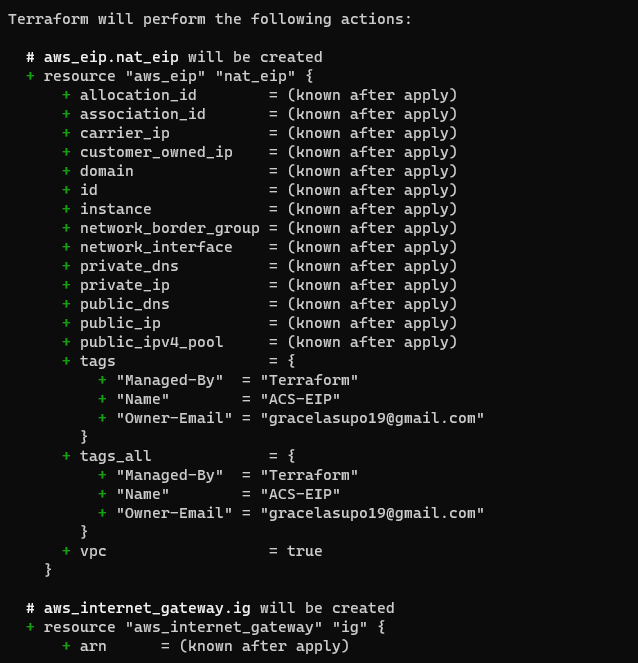 Terraform will perform the following actions:
# aws_eip.nat_eip will be created
+ resource "aws_eip" "nat_eip" {
+ allocation_id = (known after apply)
+ association_id = (known after apply)
+ carrier_ip = (known after apply)
+ customer_owned_ip = (known after apply)
+ domain = (known after apply)
+ id = (known after apply)
+ instance = (known after apply)
+ network_border_group = (known after apply)
+ network_interface = (known after apply)
+ private_dns = (known after apply)
+ private_ip = (known after apply)
+ public_dns = (known after apply)
+ public_ip = (known after apply)
+ public_ipv4_pool = (known after apply)
+ tags = {
+ "Managed-By" = "Terraform"
+ "Name" = "ACS-EIP"
+ "Owner-Email" = "gracelasupo19@gmail.com"
}
+ tags_all = {
+ "Managed-By" = "Terraform"
+ "Name" = "ACS-EIP"
+ "Owner-Email" = "gracelasupo19@gmail.com"
}
+ vpc = true
}
# aws_internet_gateway.ig will be created
+ resource "aws_internet_gateway" "ig" {
+ arn = (known after apply)